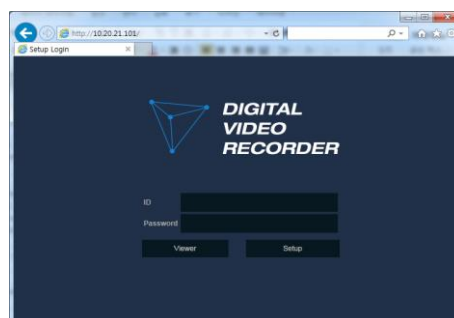 http://10.20.21.101/
Setup Login
DIGITAL
VIDEO
RECORDER
ID
Password
Viewer
Setup